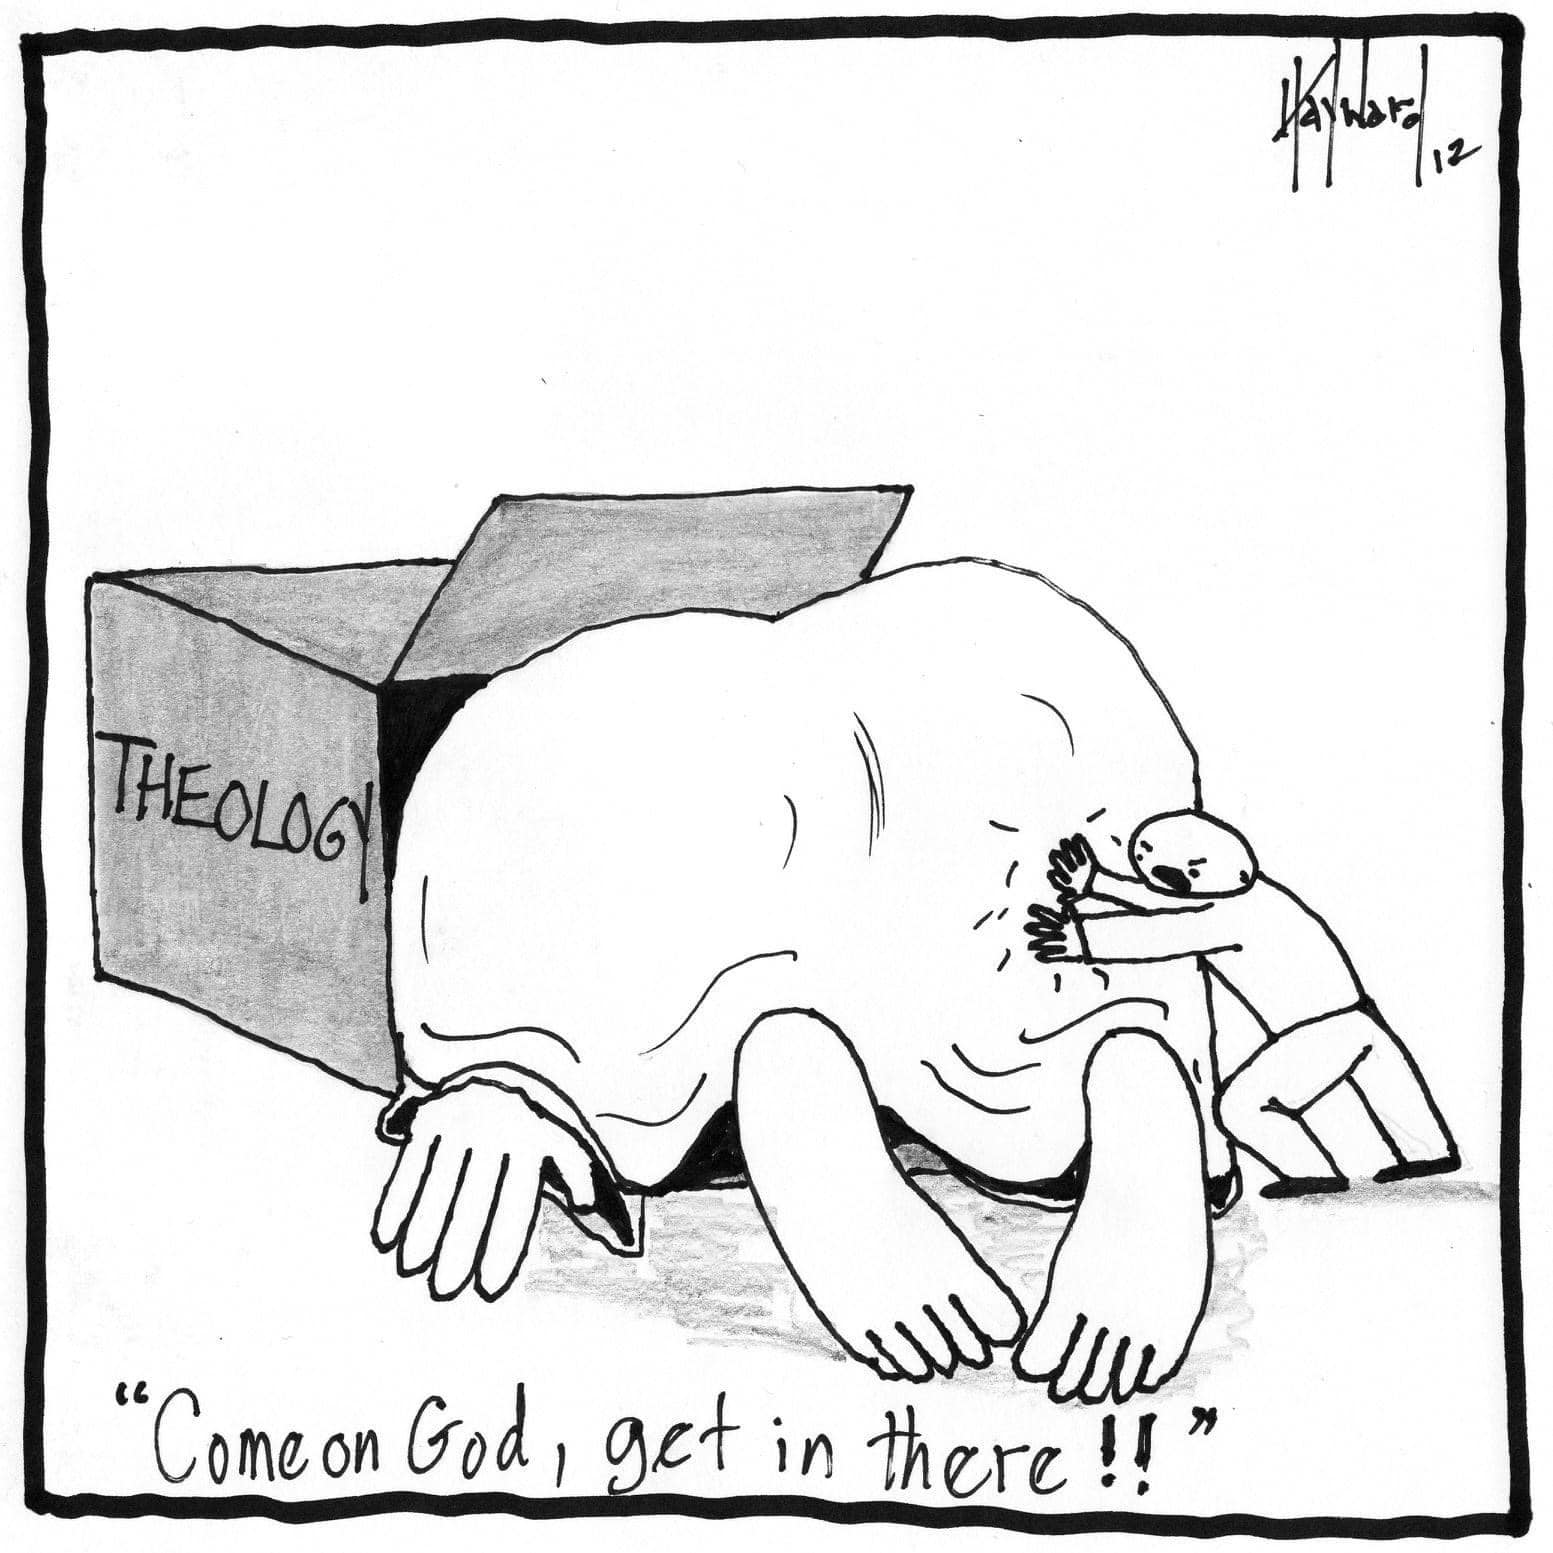 Hayward
12
THEOLOGY
“Come on God, get in there!!”